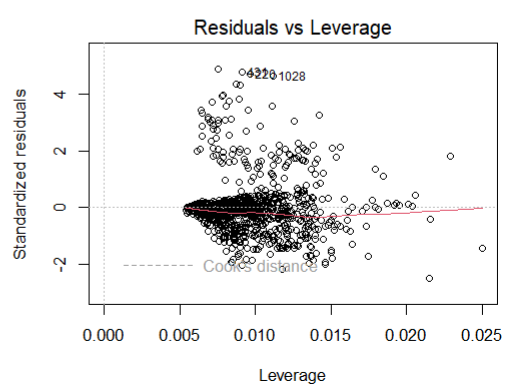 Residuals vs Leverage
Standardized residuals
4
2
0
-2
1028
Cook's distance
0.000 0.005 0.010 0.015 0.020 0.025
Leverage